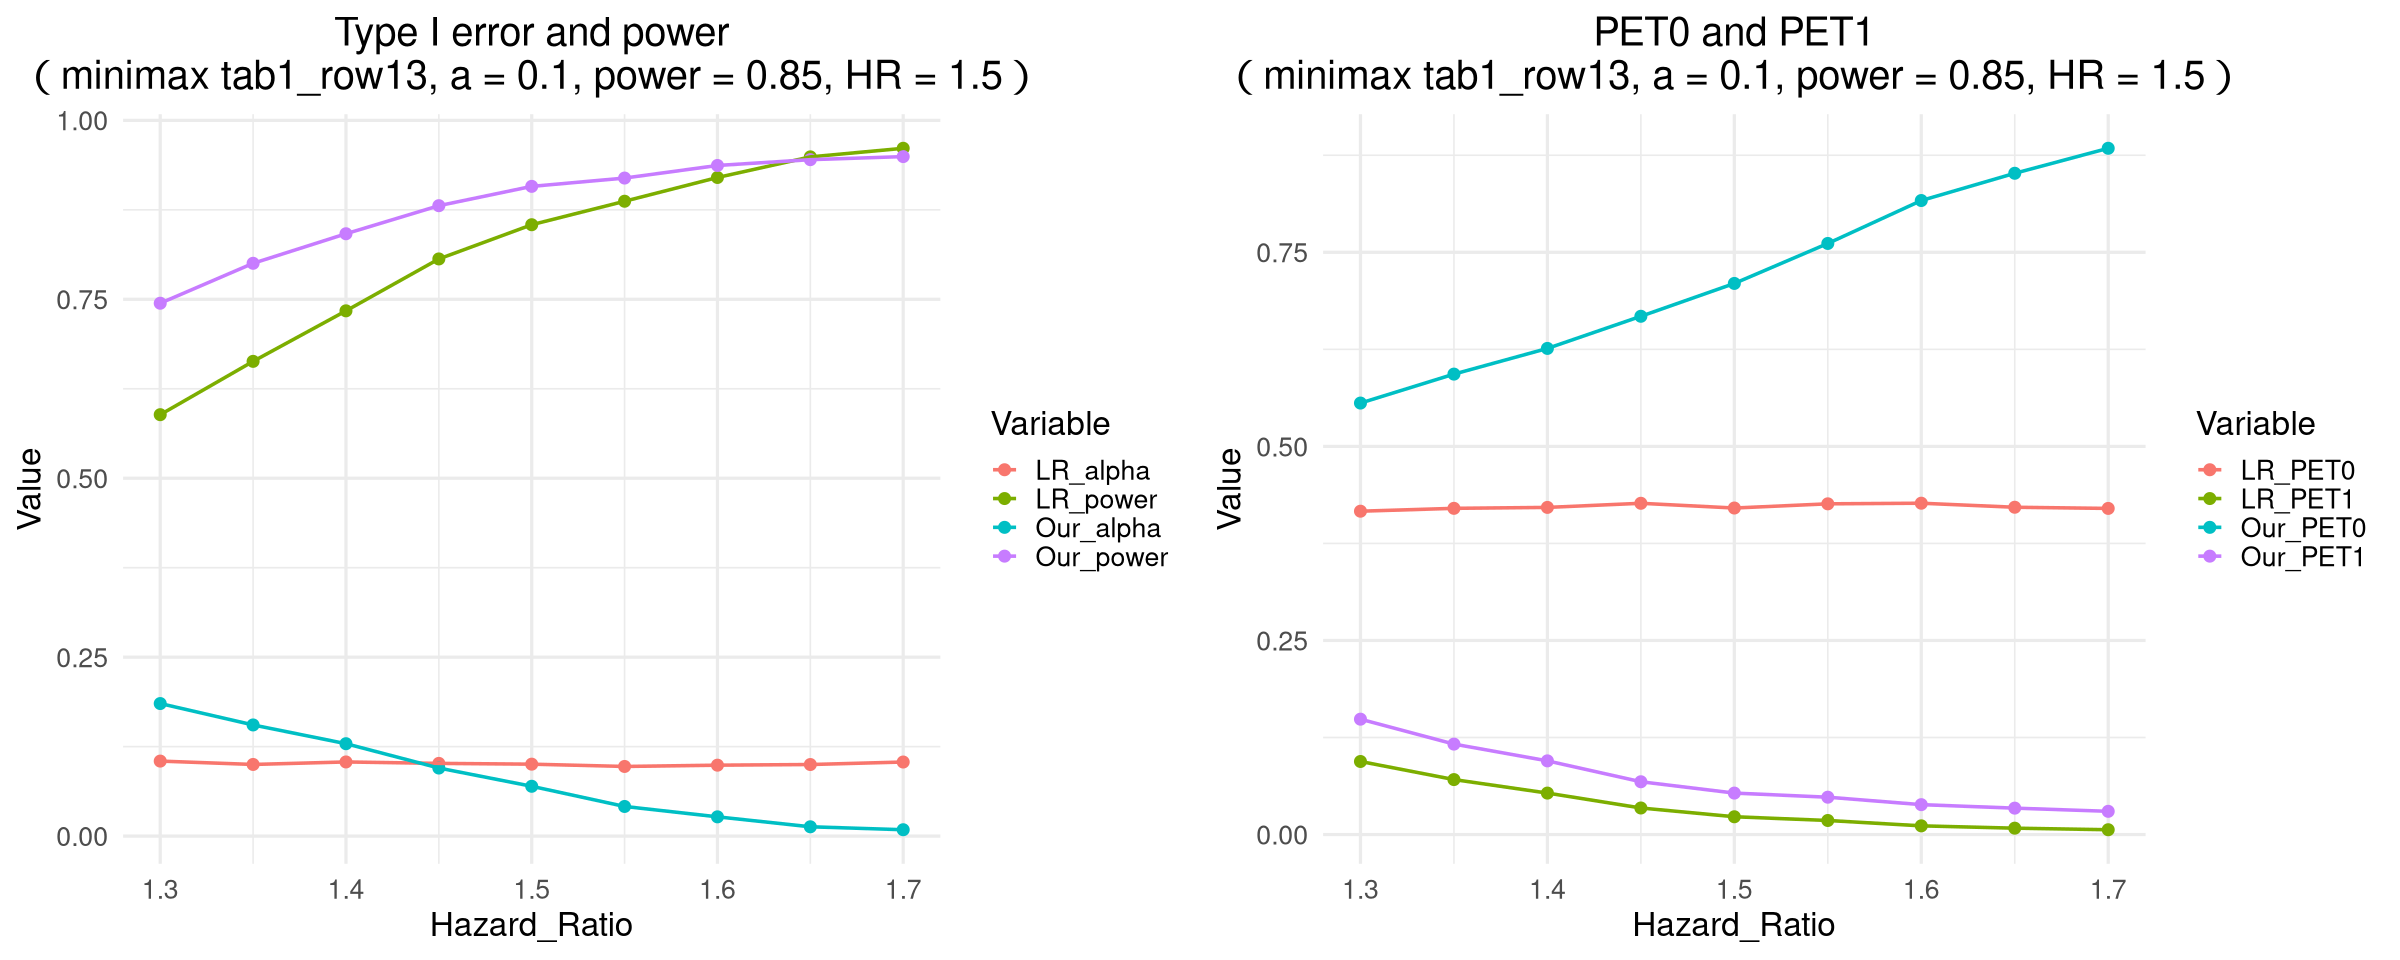 Type I error and power
( minimax tab1_row13, a = 0.1, power = 0.85, HR = 1.5 )
1.00
0.75
0.50
0.25
0.00
Value
1.3
1.4
1.5
1.6
1.7
Hazard_Ratio
Variable
LR_alpha
LR_power
Our_alpha
Our_power
PET0 and PET1
( minimax tab1_row13, a = 0.1, power = 0.85, HR = 1.5 )
0.75
0.50
0.25
0.00
Value
1.3
1.4
1.5
1.6
1.7
Hazard_Ratio
Variable
LR_PET0
LR_PET1
Our_PET0
Our_PET1